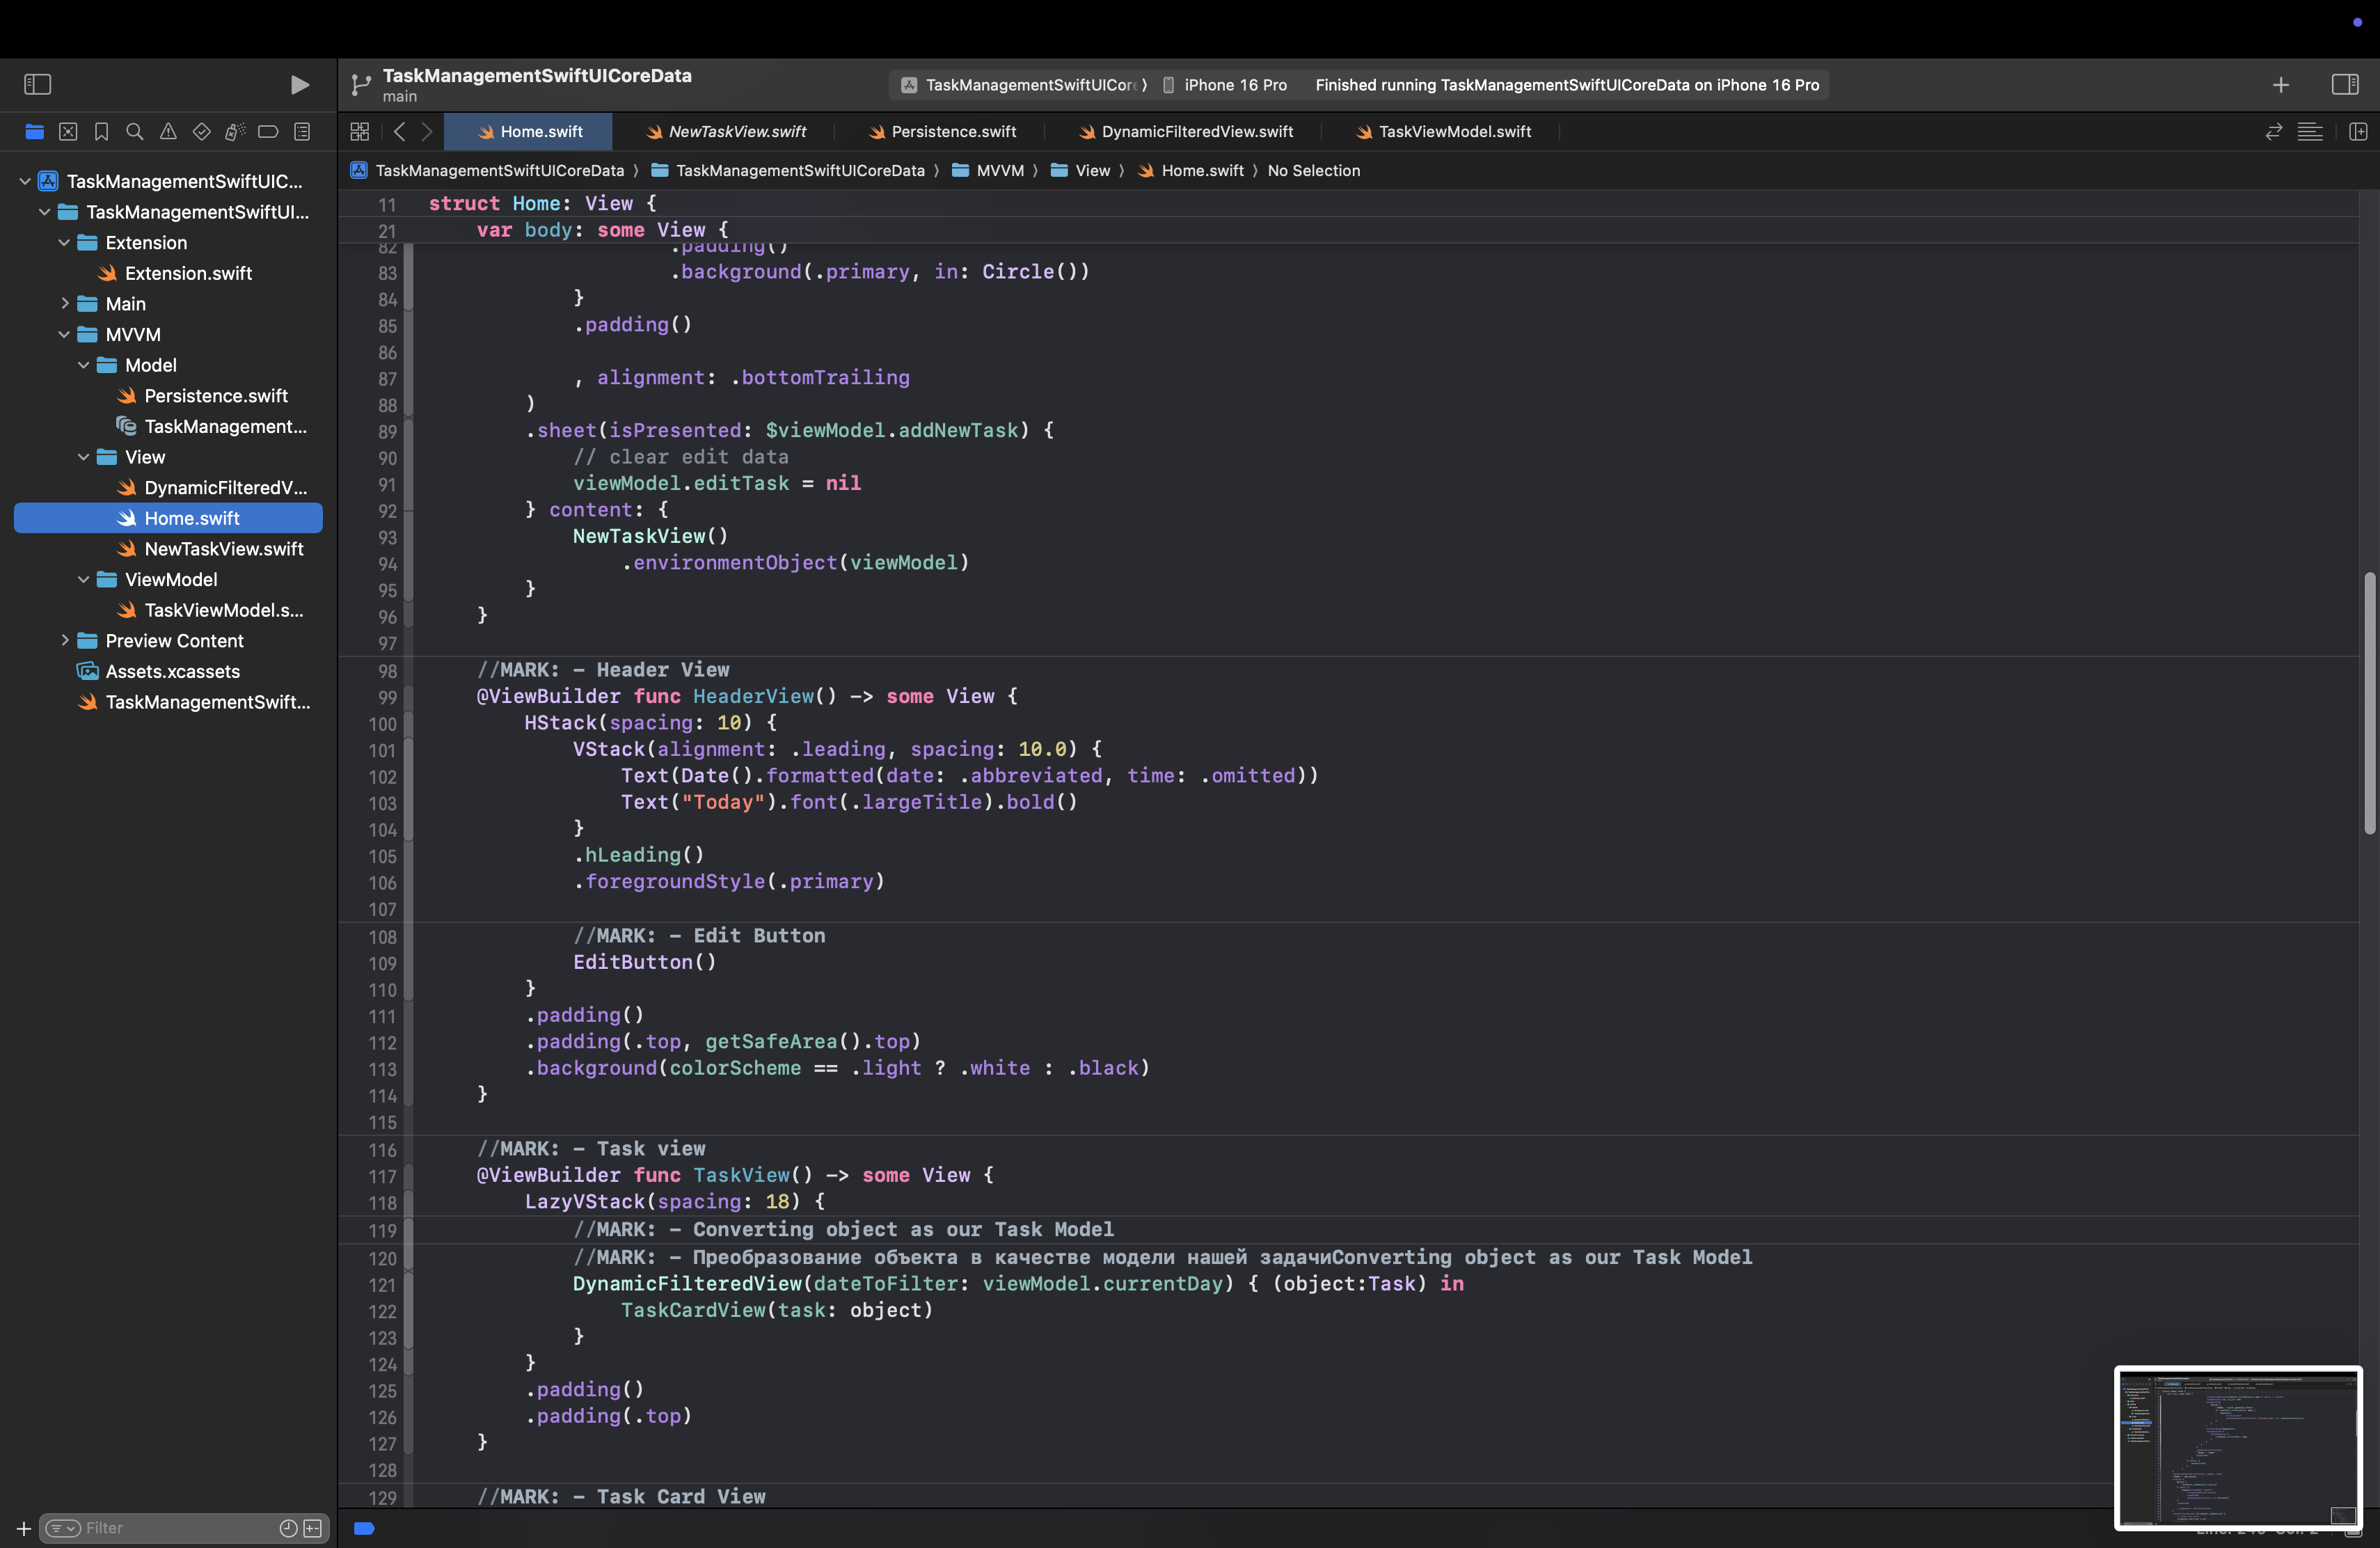 TaskManagementSwiftUICoreData
main
TaskManagementSwiftUICore
iPhone 16 Pro
Finished running TaskManagementSwiftUICoreData on iPhone 16 Pro
Home.swift
NewTaskView.swift
Persistence.swift
DynamicFilteredView.swift
TaskViewModel.swift
TaskManagementSwiftUICoreData
TaskManagementSwiftUICoreData
MVVM
View
Home.swift
No Selection
TaskManagementSwiftUIC...
TaskManagementSwiftUI...
Extension
Extension.swift
Main
MVVM
Model
Persistence.swift
TaskManagement...
View
DynamicFilteredV...
Home.swift
NewTaskView.swift
ViewModel
TaskViewModel.s...
Preview Content
Assets.xcassets
TaskManagementSwift...
Filter
11 struct Home: View {
21 var body: some View {
82 .padding()
83 .background(.primary, in: Circle())
84 }
85 .padding()
86
87 , alignment: .bottomTrailing
88 )
89 .sheet(isPresented: $viewModel.addNewTask) {
90 // clear edit data
91 viewModel.editTask = nil
92 } content: {
93 NewTaskView()
94 .environmentObject(viewModel)
95 }
96 }
97
98 //MARK: - Header View
99 @ViewBuilder func HeaderView() -> some View {
100 HStack(spacing: 10) {
101 VStack(alignment: .leading, spacing: 10.0) {
102 Text(Date().formatted(date: .abbreviated, time: .omitted))
103 Text("Today").font(.largeTitle).bold()
104 }
105 .hLeading()
106 .foregroundStyle(.primary)
107
108 //MARK: - Edit Button
109 EditButton()
110 }
111 .padding()
112 .padding(.top, getSafeArea().top)
113 .background(colorScheme == .light ? .white : .black)
114 }
115
116 //MARK: - Task view
117 @ViewBuilder func TaskView() -> some View {
118 LazyVStack(spacing: 18) {
119 //MARK: - Converting object as our Task Model
120 //MARK: - Преобразование объекта в качестве модели нашей задачиConverting object as our Task Model
121 DynamicFilteredView(dateToFilter: viewModel.currentDay) { (object:Task) in
122 TaskCardView(task: object)
123 }
124 }
125 .padding()
126 .padding(.top)
127 }
128
129 //MARK: - Task Card View